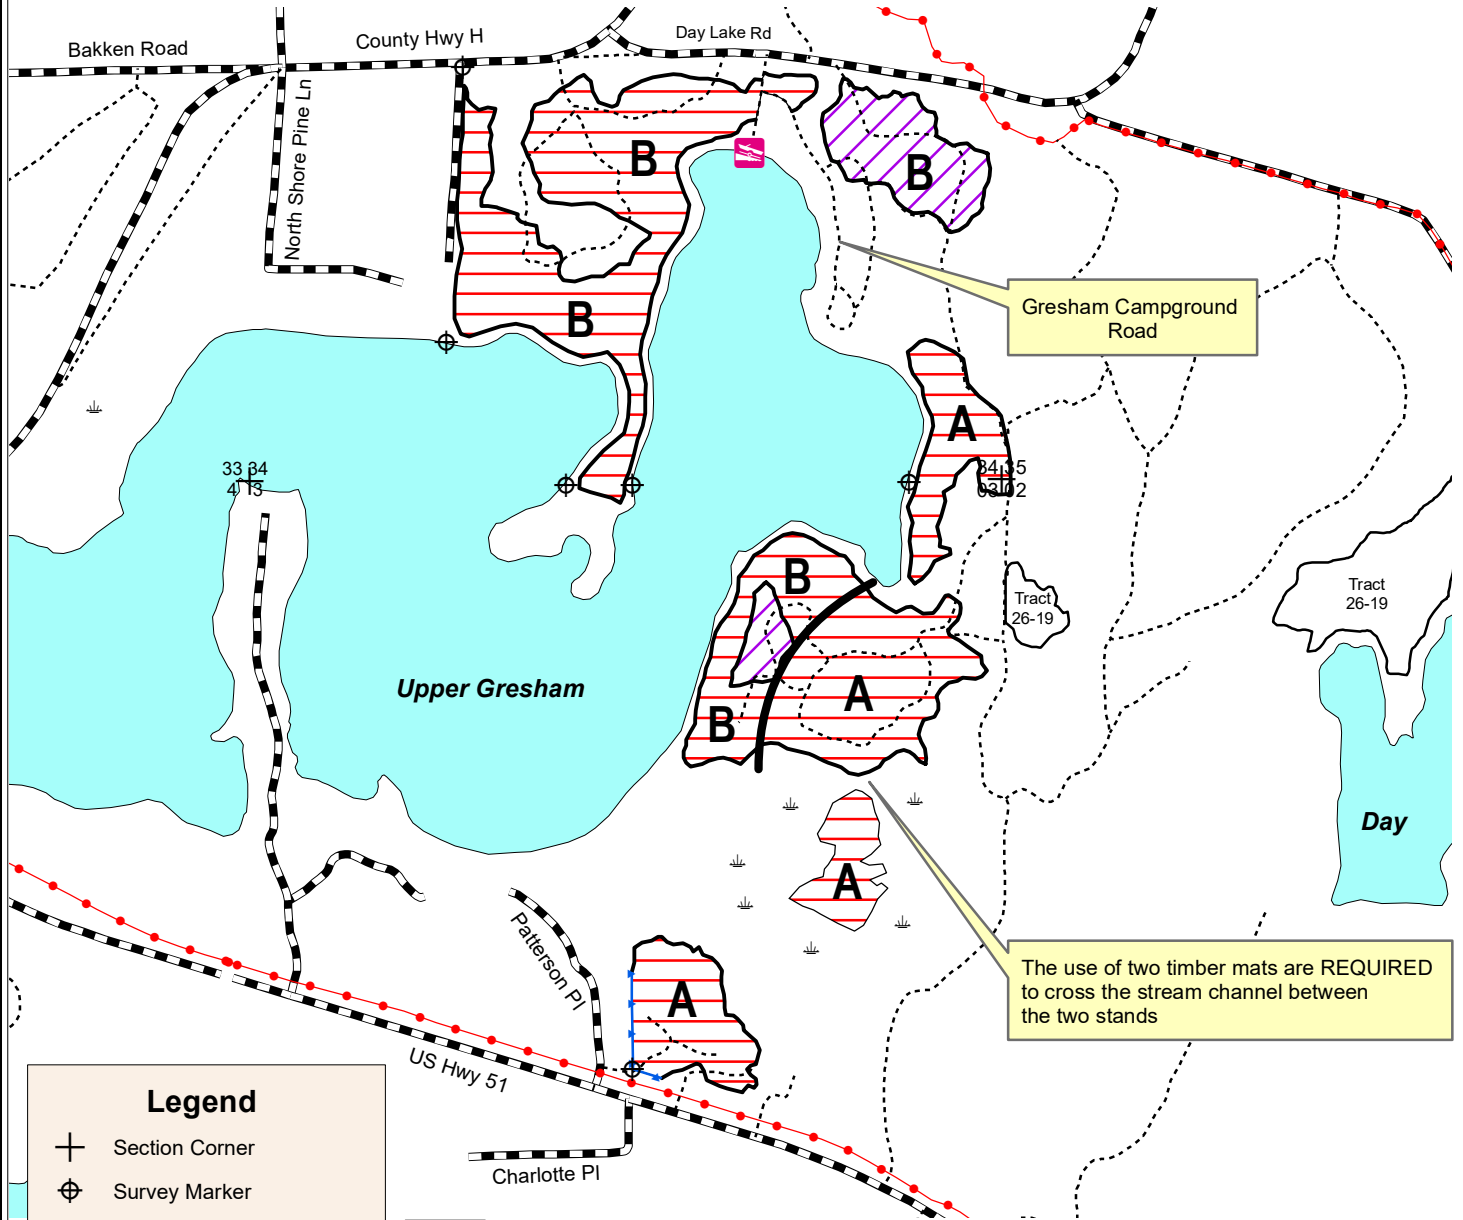 Bakken Road
County Hwy H
Day Lake Rd
North Shore Pine Ln
B
B
B
Gresham Campground
Road
A
33 34
4 3
34 35
03 02
B
Tract
26-19
Tract
26-19
Upper Gresham
A
B
Day
A
Patterson Pl
The use of two timber mats are REQUIRED
to cross the stream channel between
the two stands
A
US Hwy 51
Legend
Section Corner
Survey Marker
Charlotte Pl